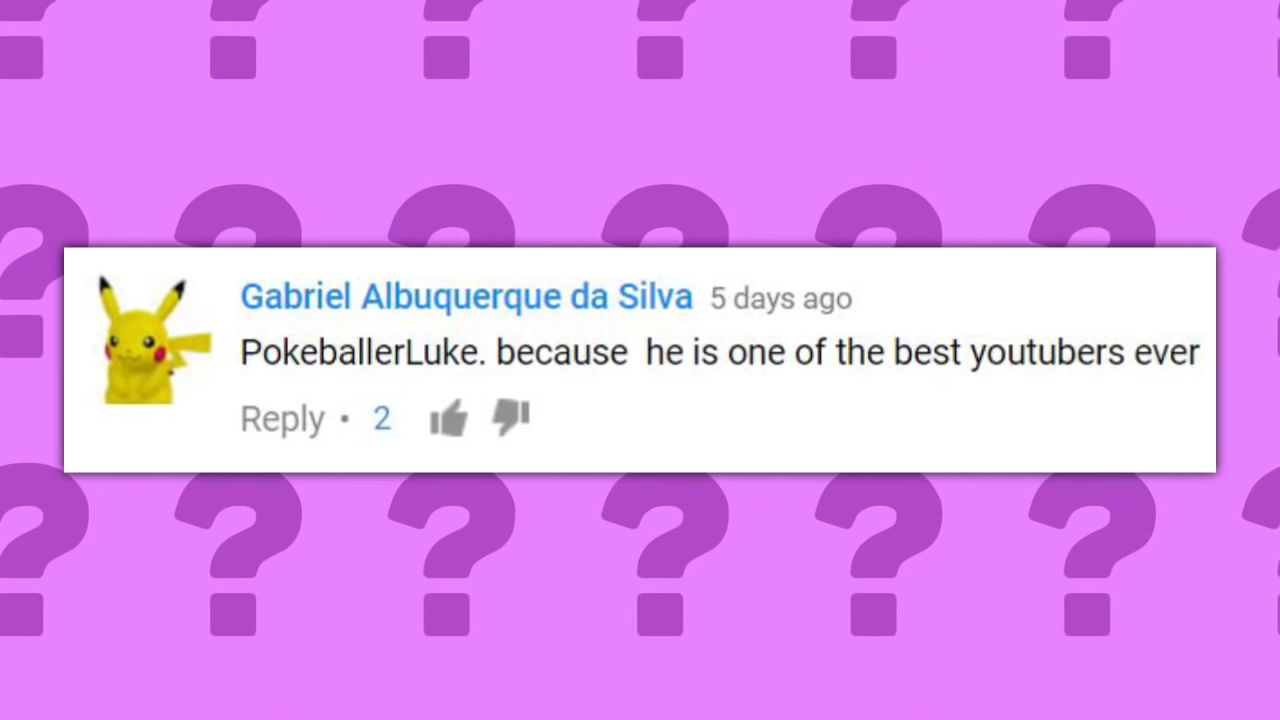 Gabriel Albuquerque da Silva 5 days ago
PokeballerLuke. because  he is one of the best youtubers ever
Reply • 2